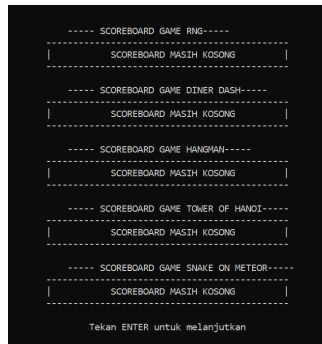 ----- SCOREBOARD GAME RNG-----
---------------------------------------------
| SCOREBOARD MASIH KOSONG |
---------------------------------------------
----- SCOREBOARD GAME DINER DASH-----
---------------------------------------------
| SCOREBOARD MASIH KOSONG |
---------------------------------------------
----- SCOREBOARD GAME HANGMAN-----
---------------------------------------------
| SCOREBOARD MASIH KOSONG |
---------------------------------------------
----- SCOREBOARD GAME TOWER OF HANOI-----
---------------------------------------------
| SCOREBOARD MASIH KOSONG |
---------------------------------------------
----- SCOREBOARD GAME SNAKE ON METEOR-----
---------------------------------------------
| SCOREBOARD MASIH KOSONG |
---------------------------------------------
Tekan ENTER untuk melanjutkan